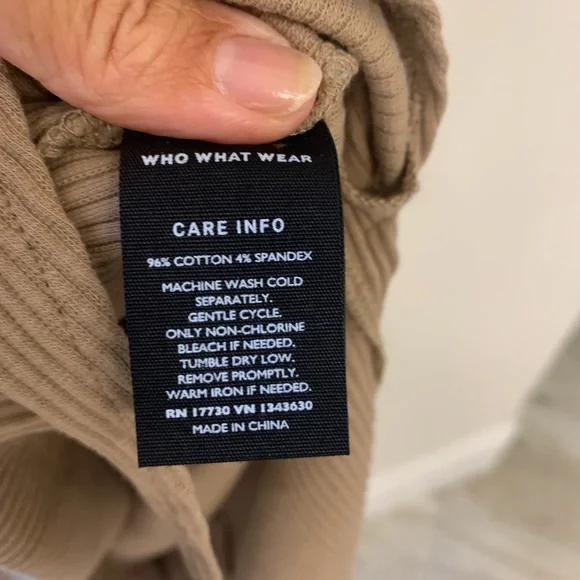 WHO WHAT WEAR
CARE INFO
96% COTTON 4% SPANDEX
MACHINE WASH COLD
SEPARATELY.
GENTLE CYCLE.
ONLY NON-CHLORINE
BLEACH IF NEEDED.
TUMBLE DRY LOW.
REMOVE PROMPTLY.
WARM IRON IF NEEDED.
RN 17730 VN 1343630
MADE IN CHINA